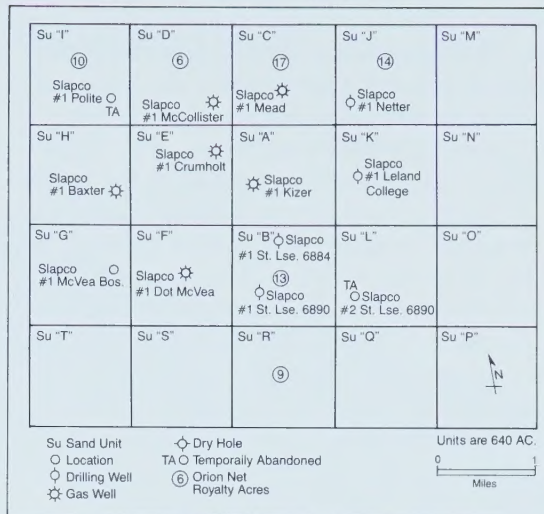 Su "I"
⑩
Slapco
#1 Polite
TA
Su "D"
⑥
Slapco
#1 McCollister
Su "C"
⑰
Slapco
#1 Mead
Su "J"
⑭
Slapco
#1 Netter
Su "M"
Su "H"
Slapco
#1 Baxter
Su "E"
Slapco
#1 Crumholt
Su "A"
Slapco
#1 Kizer
Su "K"
Slapco
#1 Leland
College
Su "N"
Su "G"
Slapco
#1 McVea Bos.
Su "F"
Slapco
#1 Dot McVea
Su "B" Slapco
#1 St. Lse. 6884
⑬
Slapco
#1 St. Lse. 6890
Su "L"
TA
Slapco
#2 St. Lse. 6890
Su "O"
Su "T"
Su "S"
Su "R"
⑨
Su "Q"
Su "P"
N
Su Sand Unit
Location
Drilling Well
Gas Well
Dry Hole
TA Temporally Abandoned
⑥ Orion Net
Royalty Acres
Units are 640 AC.
0 1
Miles